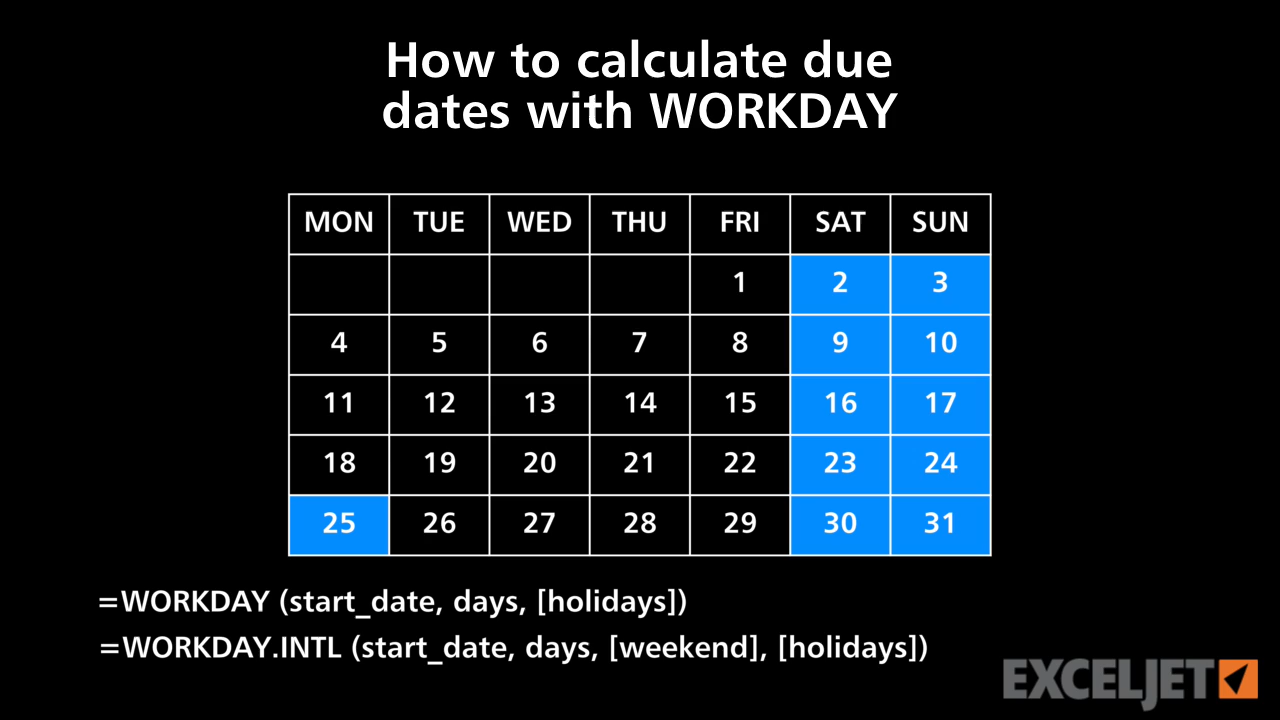 How to calculate due
dates with WORKDAY
MON TUE WED THU FRI SAT SUN
1 2 3
4 5 6 7 8 9 10
11 12 13 14 15 16 17
18 19 20 21 22 23 24
25 26 27 28 29 30 31
=WORKDAY (start_date, days, [holidays])
=WORKDAY.INTL (start_date, days, [weekend], [holidays])
EXCELJET